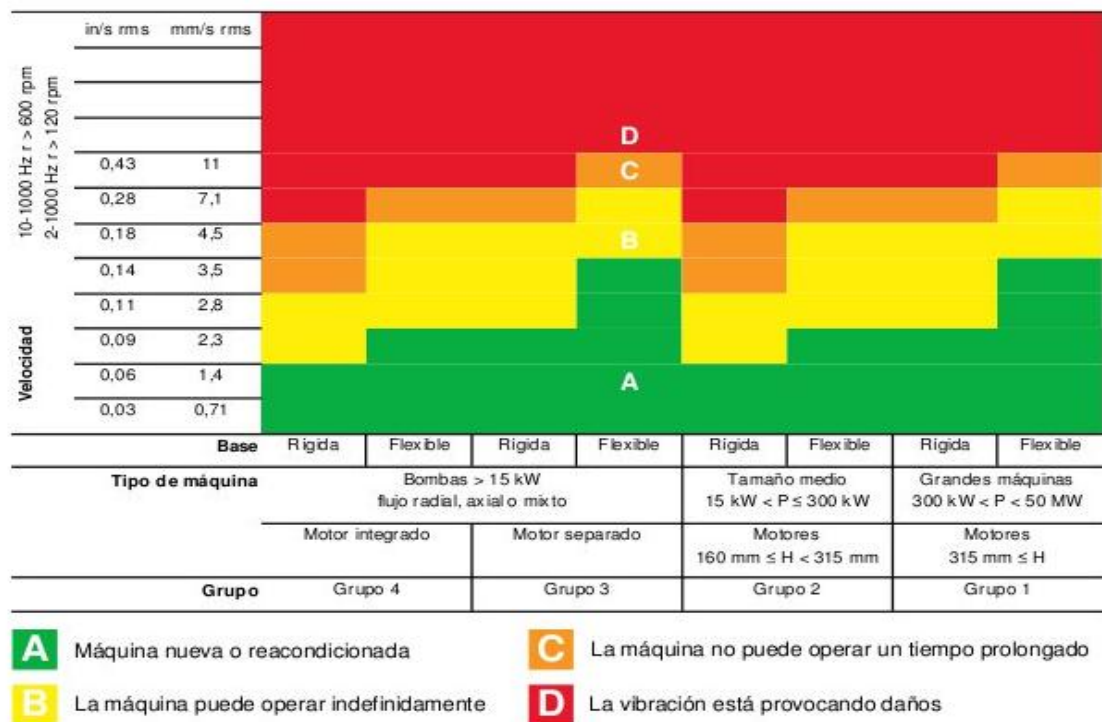 in/s rms mm/s rms
10-1000 Hz r > 600 rpm
2-1000 Hz r > 120 rpm
Velocidad
D
0,43 11
C
0,28 7,1
0,18 4,5
B
0,14 3,5
0,11 2,8
0,09 2,3
0,06 1,4
A
0,03 0,71
Base Rígida Flexible Rígida Flexible Rígida Flexible Rígida Flexible
Tipo de máquina Bombas > 15 kW Tamaño medio Grandes máquinas
flujo radial, axial o mixto 15 kW < P ≤ 300 kW 300 kW < P < 50 MW
Motor integrado Motor separado Motores Motores
160 mm ≤ H < 315 mm 315 mm ≤ H
Grupo Grupo 4 Grupo 3 Grupo 2 Grupo 1
A Máquina nueva o reacondicionada C La máquina no puede operar un tiempo prolongado
B La máquina puede operar indefinidamente D La vibración está provocando daños